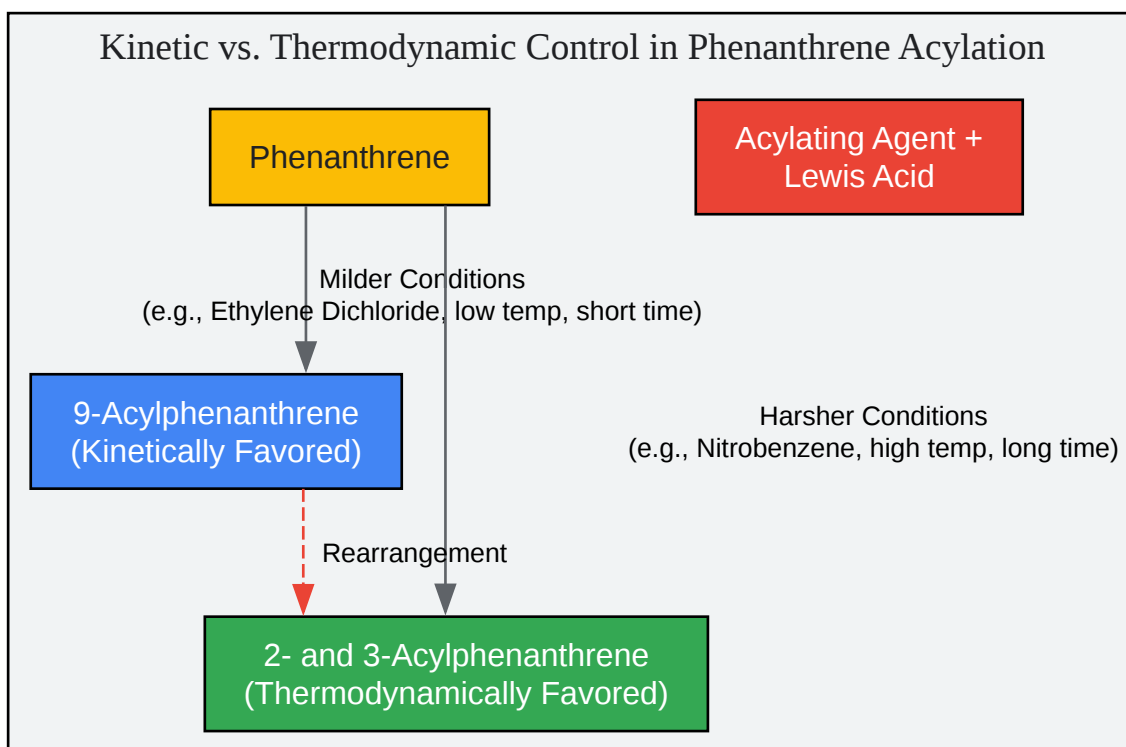 Kinetic vs. Thermodynamic Control in Phenanthrene Acylation
Phenanthrene
Acylating Agent +
Lewis Acid
Milder Conditions
(e.g., Ethylene Dichloride, low temp, short time)
9-Acylphenanthrene
(Kinetically Favored)
Harsher Conditions
(e.g., Nitrobenzene, high temp, long time)
Rearrangement
2- and 3-Acylphenanthrene
(Thermodynamically Favored)